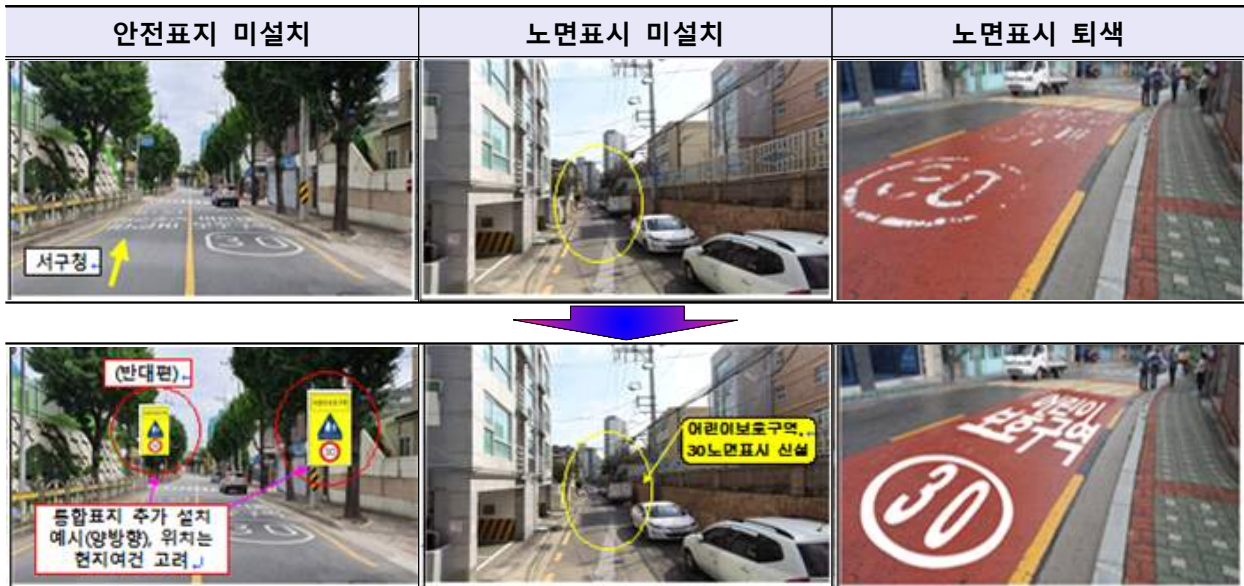 안전표지 미설치
노면표시 미설치
노면표시 퇴색
서구청
30
(반대편)
통합표지 추가 설치
예시(양방향), 위치는
현지여건 고려
30
어린이보호구역,
30노면표시 신설
어린이
보호구역
30